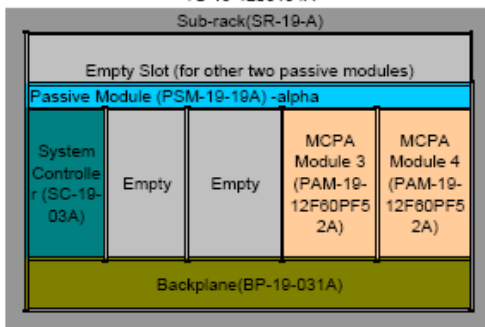 Sub-rack(SR-19-A)
Empty Slot (for other two passive modules)
Passive Module (PSM-19-19A) -alpha
System
Controlle
r (SC-19-
03A)
Empty
Empty
MCPA
Module 3
(PAM-19-
12F60PF5
2A)
MCPA
Module 4
(PAM-19-
12F60PF5
2A)
Backplane(BP-19-031A)